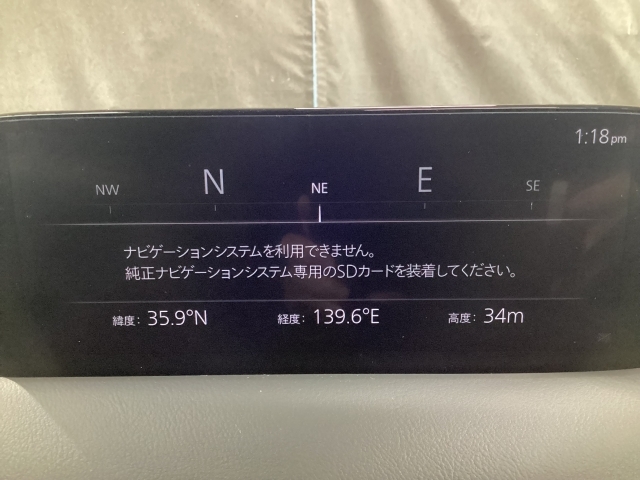 1:18pm
NW N NE E SE
ナビゲーションシステムを利用できません。
純正ナビゲーションシステム専用のSDカードを装着してください。
緯度: 35.9°N 経度: 139.6°E 高度: 34m